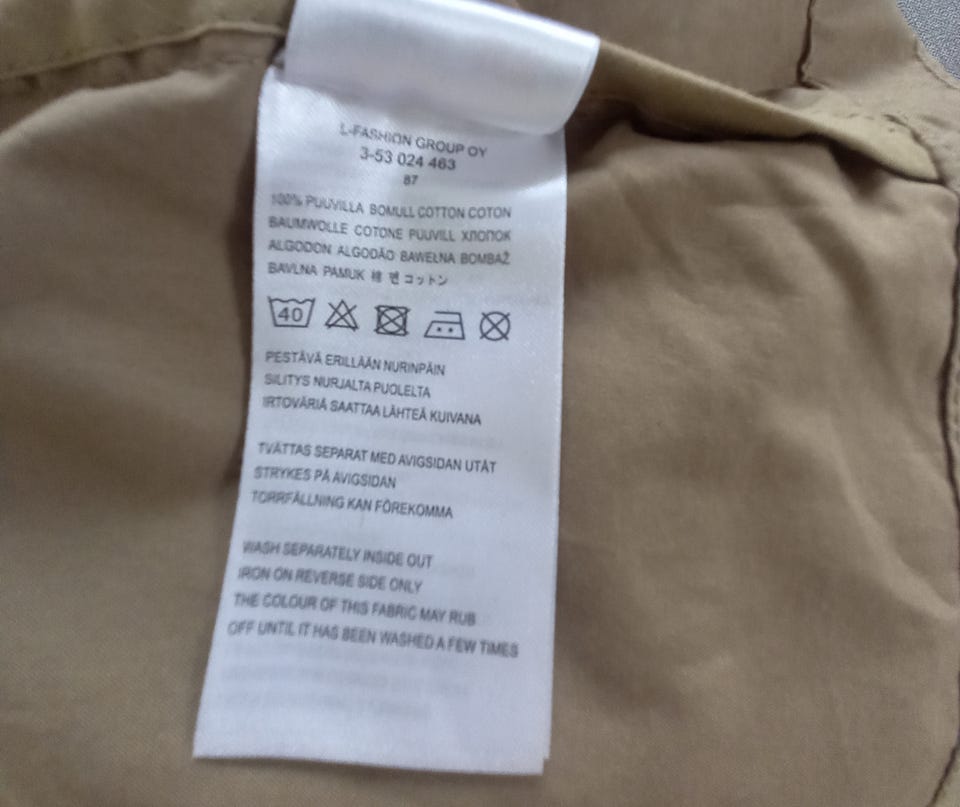 L-FASHION GROUP OY
3-53 024 463
87
100% PUUVILLA BOMULL COTTON COTON
BAUMWOLLE COTONE PUUVILL ХЛОПОК
ALGODON ALGODÃO BAWEŁNA BOMBAŽ
BAVLNA PAMUK 棉 면 コットン
40
PESTÄVÄ ERILLÄÄN NURINPÄIN
SILITYS NURJALTA PUOLELTA
IRTOVÄRIÄ SAATTAA LÄHTEÄ KUIVANA
TVÄTTAS SEPARAT MED AVIGSIDAN UTÅT
STRYKES PÅ AVIGSIDAN
TORRFÄLLNING KAN FÖREKOMMA
WASH SEPARATELY INSIDE OUT
IRON ON REVERSE SIDE ONLY
THE COLOUR OF THIS FABRIC MAY RUB
OFF UNTIL IT HAS BEEN WASHED A FEW TIMES